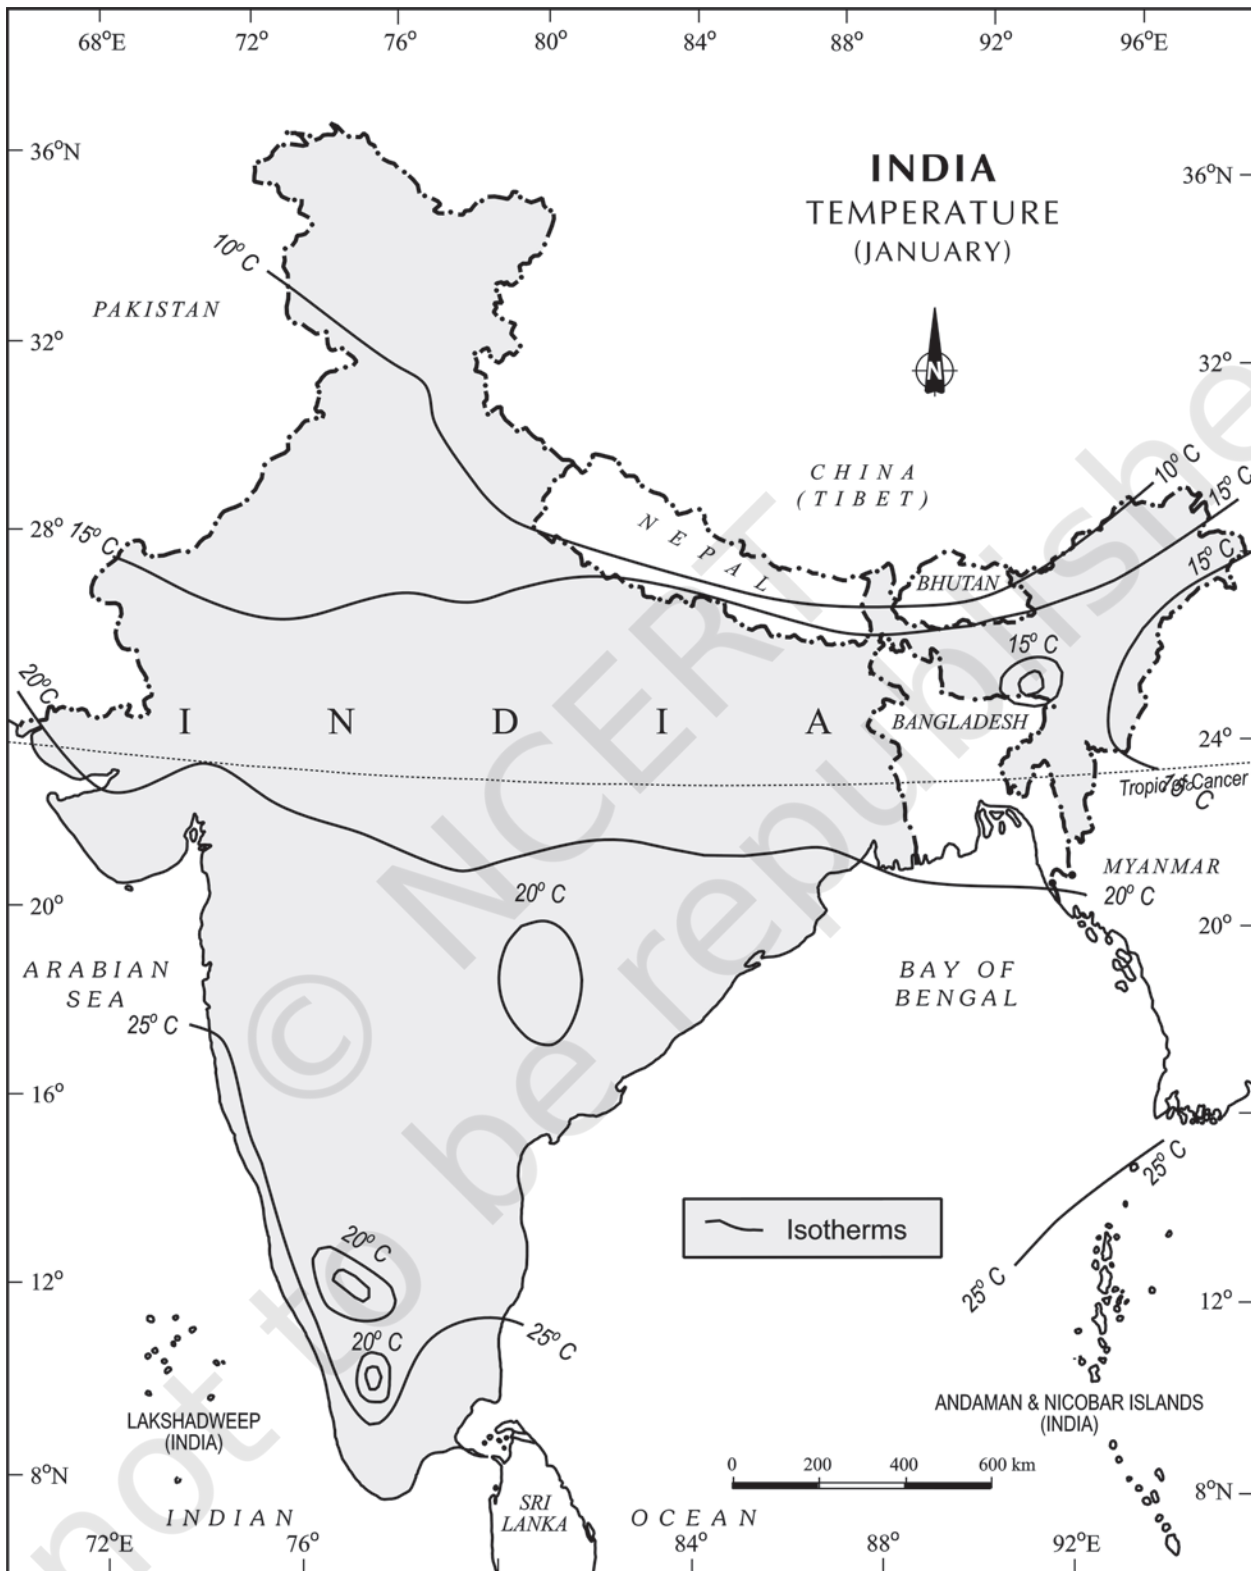 68°E 72° 76° 80° 84° 88° 92° 96°E
36°N
36°N
INDIA
TEMPERATURE
(JANUARY)
10° C
PAKISTAN
32°
32°
N
CHINA
(TIBET)
10° C
15° C
28°
15° C
NEPAL
BHUTAN
15° C
15° C
20° C
INDIA
BANGLADESH
24°
Tropic of Cancer
15° C
MYANMAR
20° C
20° C
20°
20°
ARABIAN
SEA
BAY OF
BENGAL
25° C
16°
25° C
Isotherms
20° C
12°
25° C
12°
20° C
25° C
LAKSHADWEEP
(INDIA)
ANDAMAN & NICOBAR ISLANDS
(INDIA)
0 200 400 600 km
8°N
8°N
SRI
LANKA
INDIAN OCEAN
72°E 76° 84° 88° 92°E
© NCERT
not to be republishe